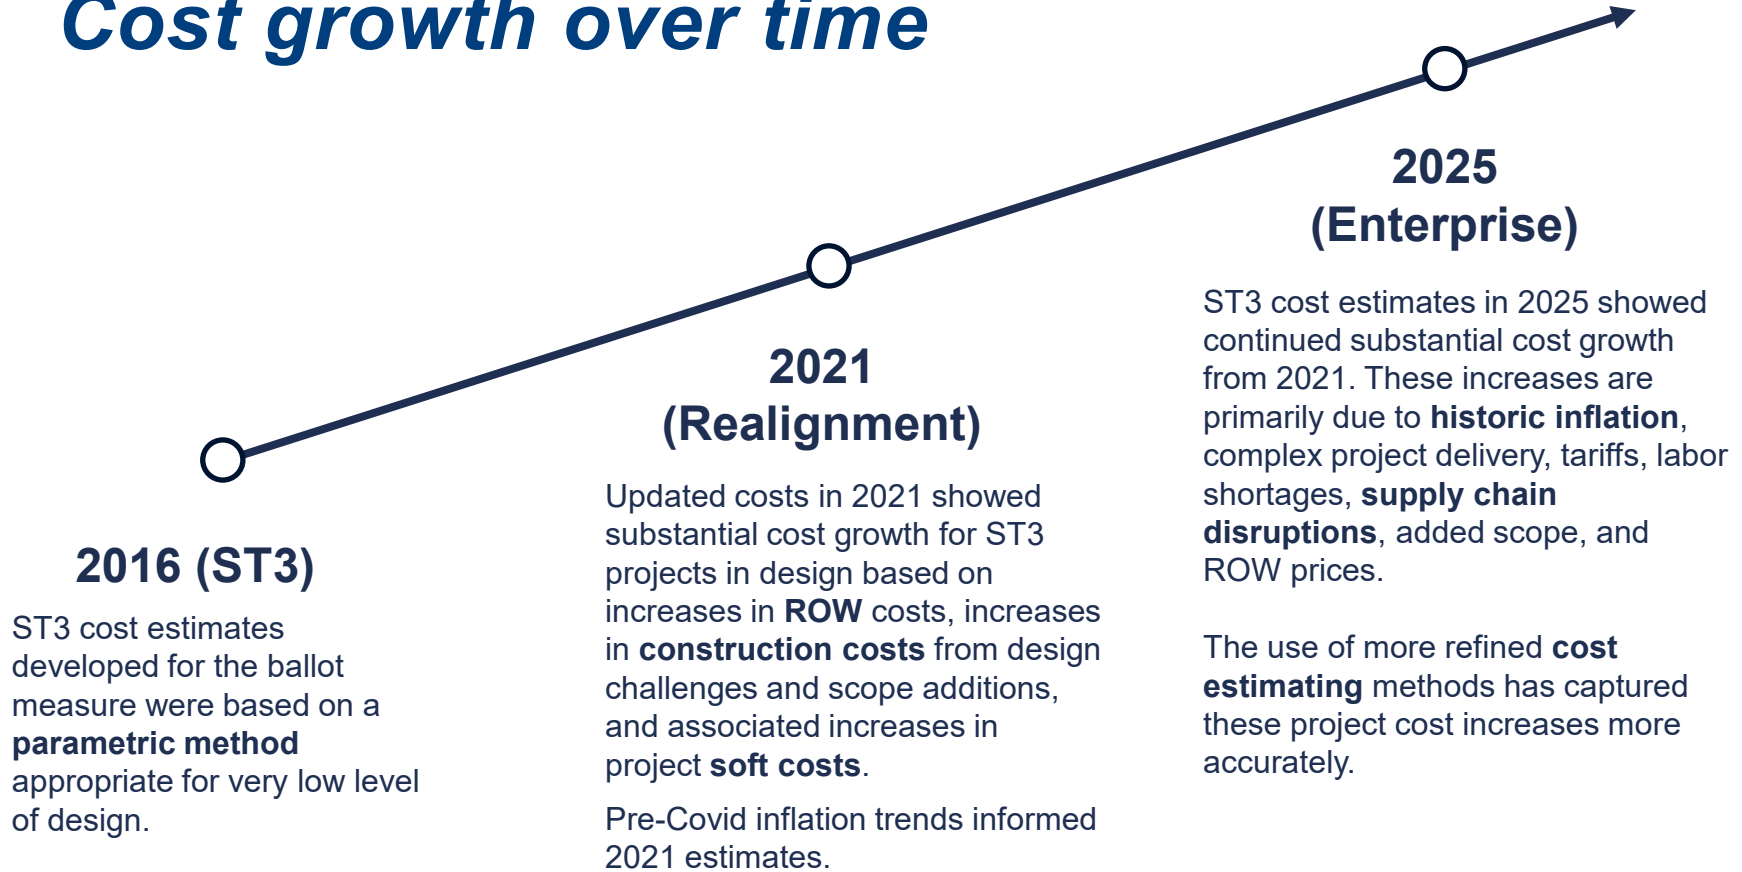 Cost growth over time
2016 (ST3)
ST3 cost estimates
developed for the ballot
measure were based on a
parametric method
appropriate for very low level
of design.
2021
(Realignment)
Updated costs in 2021 showed
substantial cost growth for ST3
projects in design based on
increases in ROW costs, increases
in construction costs from design
challenges and scope additions,
and associated increases in
project soft costs.
Pre-Covid inflation trends informed
2021 estimates.
2025
(Enterprise)
ST3 cost estimates in 2025 showed
continued substantial cost growth
from 2021. These increases are
primarily due to historic inflation,
complex project delivery, tariffs, labor
shortages, supply chain
disruptions, added scope, and
ROW prices.
The use of more refined cost
estimating methods has captured
these project cost increases more
accurately.